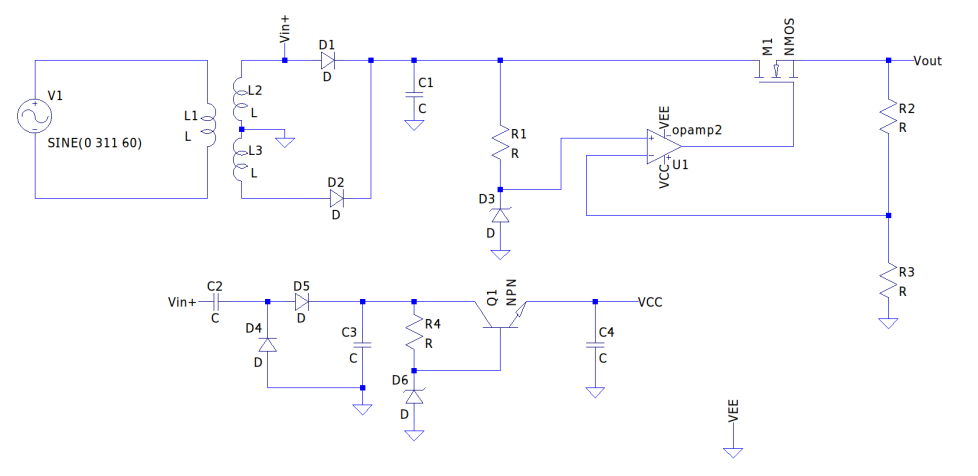 Vin+
D1
D
M1
NMOS
Vout
V1
SINE(0 311 60)
L1
L
L2
L
L3
L
C1
C
R1
R
VEE
opamp2
U1
VCC
R2
R
D2
D
D3
D
R3
R
Vin+
C2
C
D5
D
D4
D
C3
C
R4
R
D6
D
Q1
NPN
VCC
C4
C
VEE